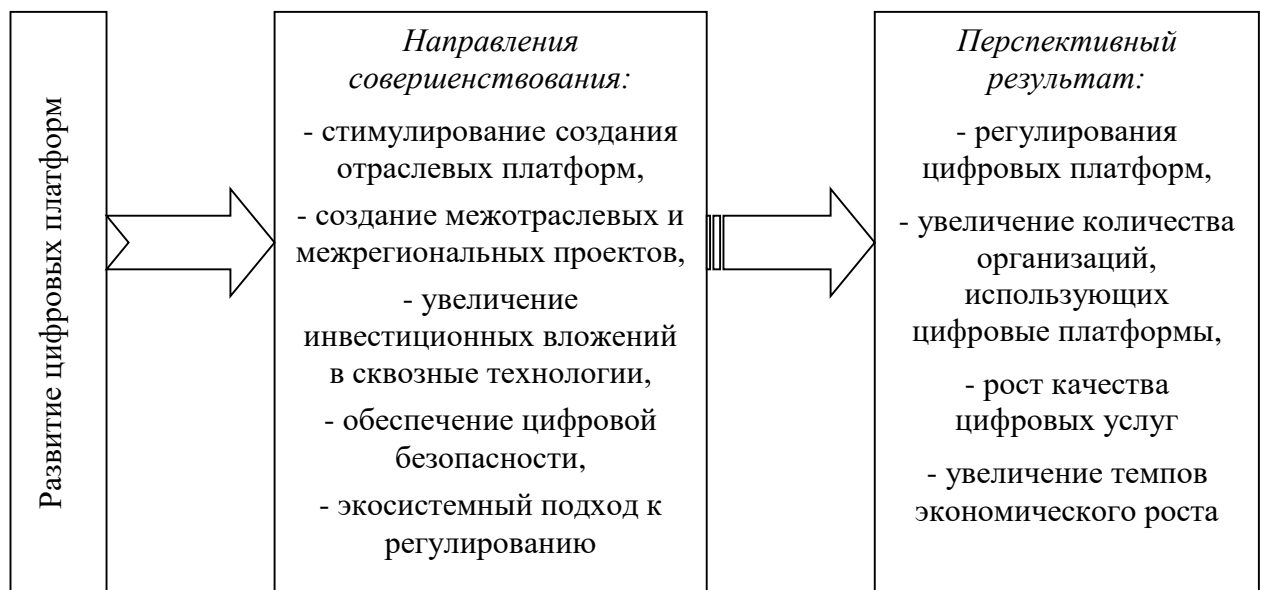 Развитие цифровых платформ
Направления
совершенствования:
- стимулирование создания
отраслевых платформ,
- создание межотраслевых и
межрегиональных проектов,
- увеличение
инвестиционных вложений
в сквозные технологии,
- обеспечение цифровой
безопасности,
- экосистемный подход к
регулированию
Перспективный
результат:
- регулирования
цифровых платформ,
- увеличение количества
организаций,
использующих
цифровые платформы,
- рост качества
цифровых услуг
- увеличение темпов
экономического роста